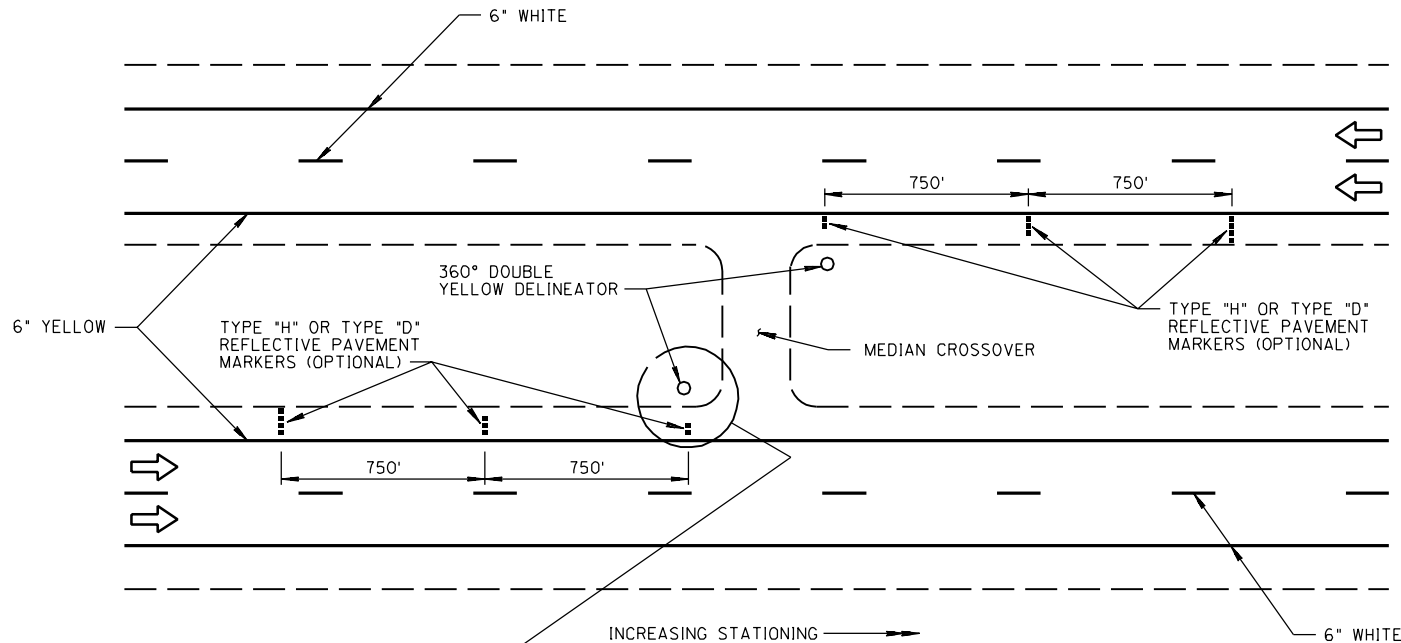 6" WHITE
750'
750'
360° DOUBLE
YELLOW DELINEATOR
6" YELLOW
TYPE "H" OR TYPE "D"
REFLECTIVE PAVEMENT
MARKERS (OPTIONAL)
TYPE "H" OR TYPE "D"
REFLECTIVE PAVEMENT
MARKERS (OPTIONAL)
MEDIAN CROSSOVER
750'
750'
INCREASING STATIONING
6" WHITE